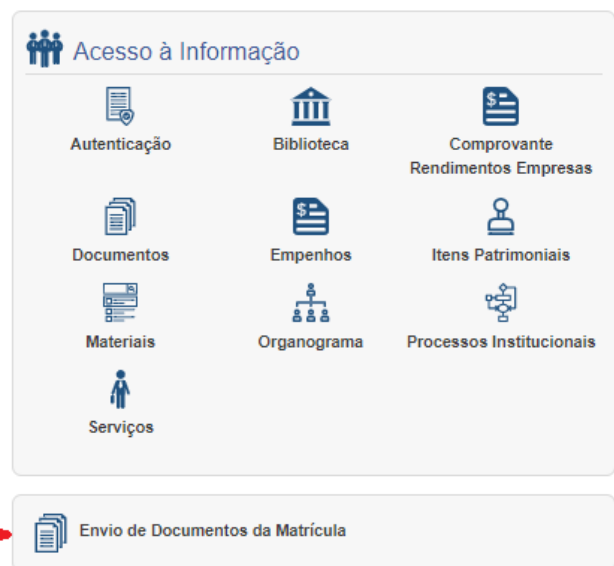 Acesso à Informação
Autenticação
Biblioteca
Comprovante
Rendimentos Empresas
Documentos
Empenhos
Itens Patrimoniais
Materiais
Organograma
Processos Institucionais
Serviços
Envio de Documentos da Matrícula